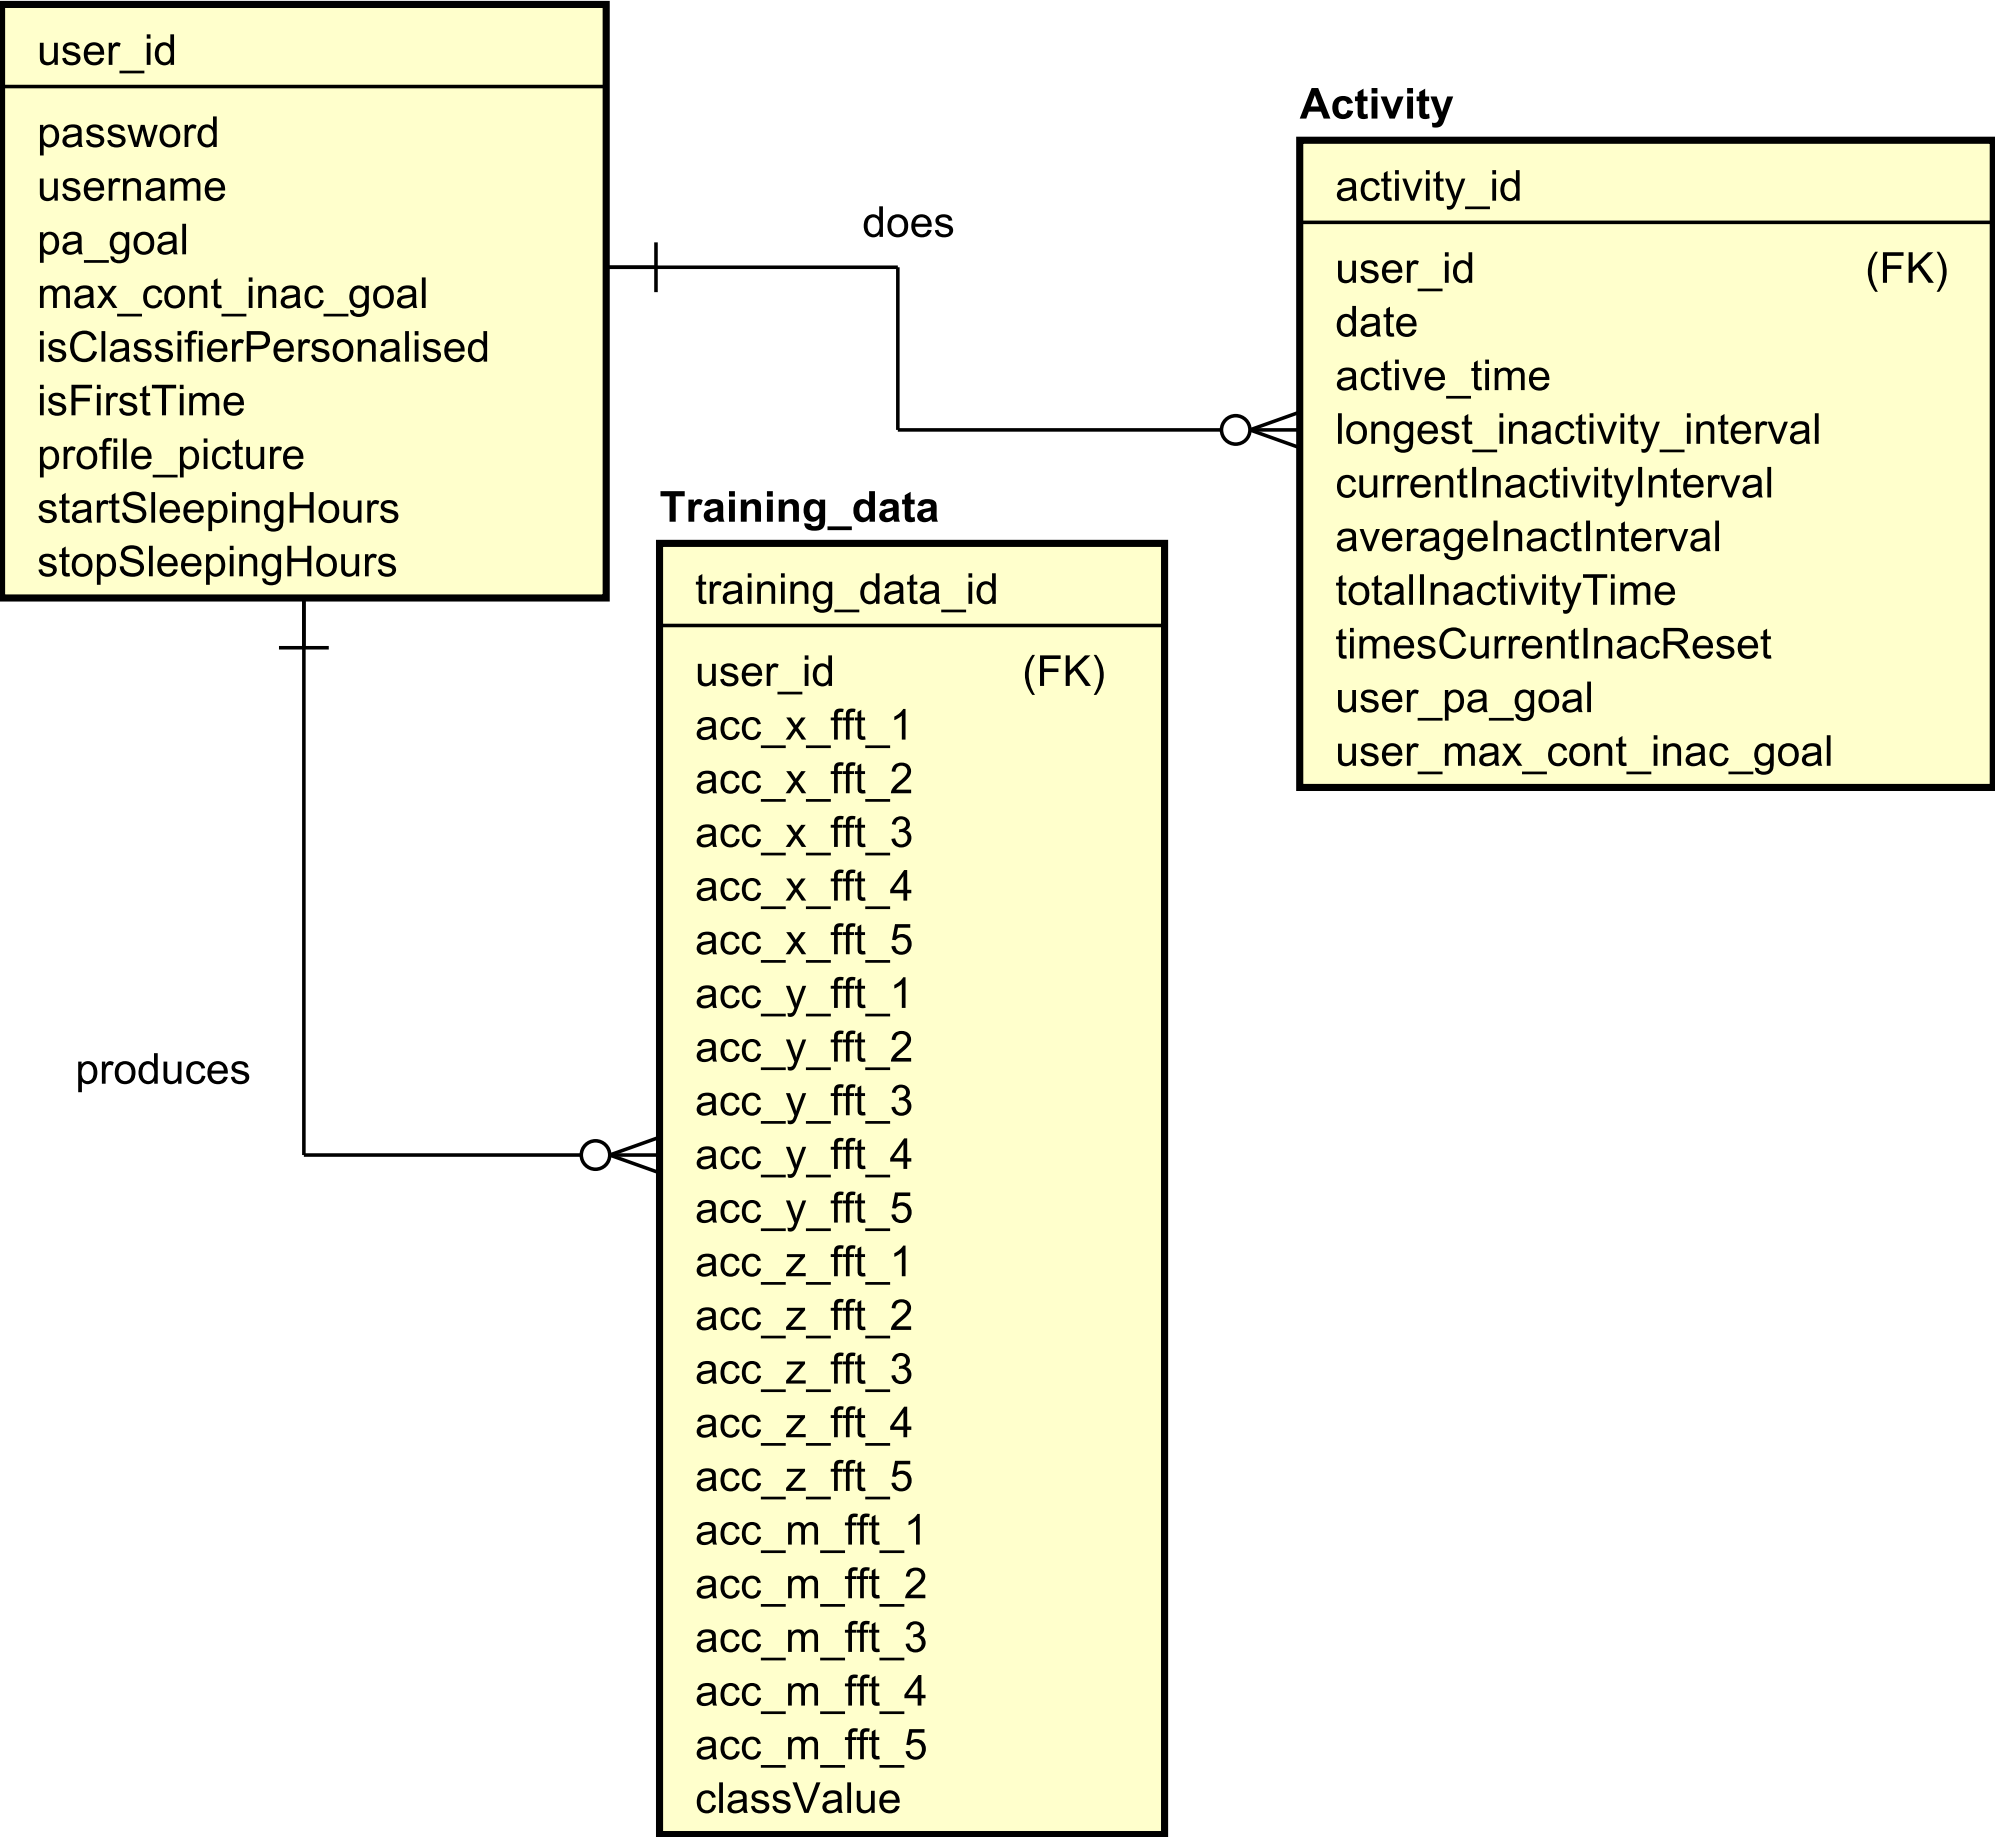 user_id
password
username
pa_goal
max_cont_inac_goal
isClassifierPersonalised
isFirstTime
profile_picture
startSleepingHours
stopSleepingHours
does
Activity
activity_id
user_id (FK)
date
active_time
longest_inactivity_interval
currentInactivityInterval
averageInactInterval
totalInactivityTime
timesCurrentInacReset
user_pa_goal
user_max_cont_inac_goal
produces
Training_data
training_data_id
user_id (FK)
acc_x_fft_1
acc_x_fft_2
acc_x_fft_3
acc_x_fft_4
acc_x_fft_5
acc_y_fft_1
acc_y_fft_2
acc_y_fft_3
acc_y_fft_4
acc_y_fft_5
acc_z_fft_1
acc_z_fft_2
acc_z_fft_3
acc_z_fft_4
acc_z_fft_5
acc_m_fft_1
acc_m_fft_2
acc_m_fft_3
acc_m_fft_4
acc_m_fft_5
classValue